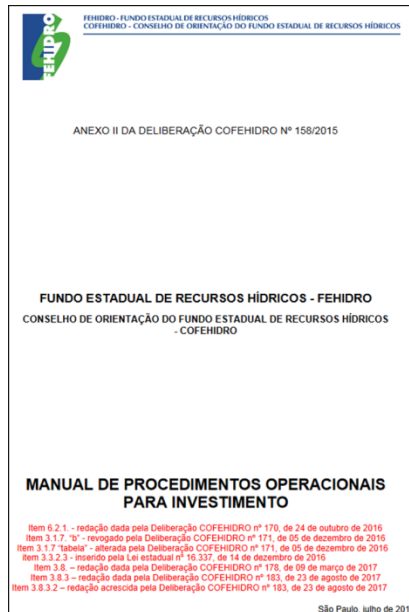 FEHIDRO
FEHIDRO - FUNDO ESTADUAL DE RECURSOS HÍDRICOS
COFEHIDRO - CONSELHO DE ORIENTAÇÃO DO FUNDO ESTADUAL DE RECURSOS HÍDRICOS
ANEXO II DA DELIBERAÇÃO COFEHIDRO Nº 158/2015
FUNDO ESTADUAL DE RECURSOS HÍDRICOS - FEHIDRO
CONSELHO DE ORIENTAÇÃO DO FUNDO ESTADUAL DE RECURSOS HÍDRICOS
- COFEHIDRO
MANUAL DE PROCEDIMENTOS OPERACIONAIS
PARA INVESTIMENTO
Item 6.2.1. - redação dada pela Deliberação COFEHIDRO nº 170, de 24 de outubro de 2016
Item 3.1.7. "b" - revogado pela Deliberação COFEHIDRO nº 171, de 05 de dezembro de 2016
Item 3.1.7 "tabela" - alterada pela Deliberação COFEHIDRO nº 171, de 05 de dezembro de 2016
item 3.3.2.3 - inserido pela Lei estadual nº 16.337, de 14 de dezembro de 2016
Item 3.8. – redação dada pela Deliberação COFEHIDRO nº 178, de 09 de março de 2017
Item 3.8.3 – redação dada pela Deliberação COFEHIDRO nº 183, de 23 de agosto de 2017
Item 3.8.3.2 – redação acrescida pela Deliberação COFEHIDRO nº 183, de 23 de agosto de 2017
São Paulo, julho de 201